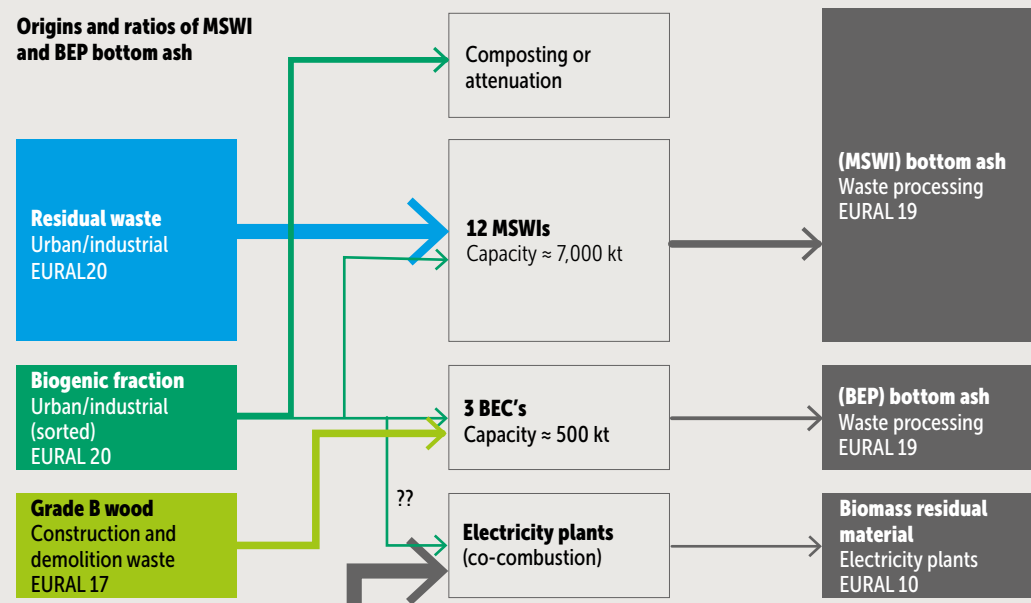 Origins and ratios of MSWI
and BEP bottom ash
Composting or
attenuation
Residual waste
Urban/industrial
EURAL20
12 MSWIs
Capacity ≈ 7,000 kt
(MSWI) bottom ash
Waste processing
EURAL 19
Biogenic fraction
Urban/industrial
(sorted)
EURAL 20
3 BEC's
Capacity ≈ 500 kt
(BEP) bottom ash
Waste processing
EURAL 19
??
Grade B wood
Construction and
demolition waste
EURAL 17
Electricity plants
(co-combustion)
Biomass residual
material
Electricity plants
EURAL 10